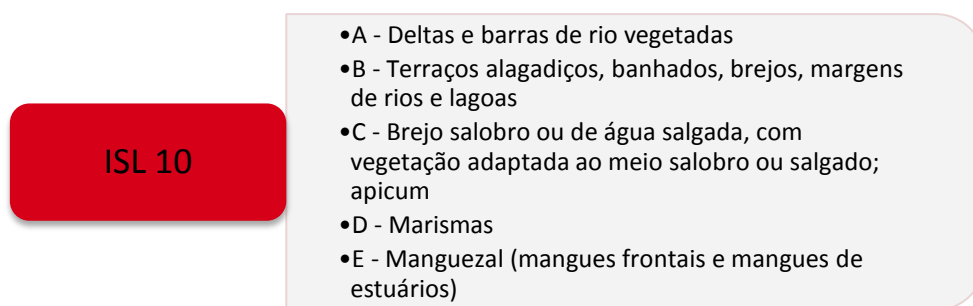 ISL 10
•A - Deltas e barras de rio vegetadas
•B - Terraços alagadiços, banhados, brejos, margens
de rios e lagoas
•C - Brejo salobro ou de água salgada, com
vegetação adaptada ao meio salobro ou salgado;
apicum
•D - Marismas
•E - Manguezal (mangues frontais e mangues de
estuários)